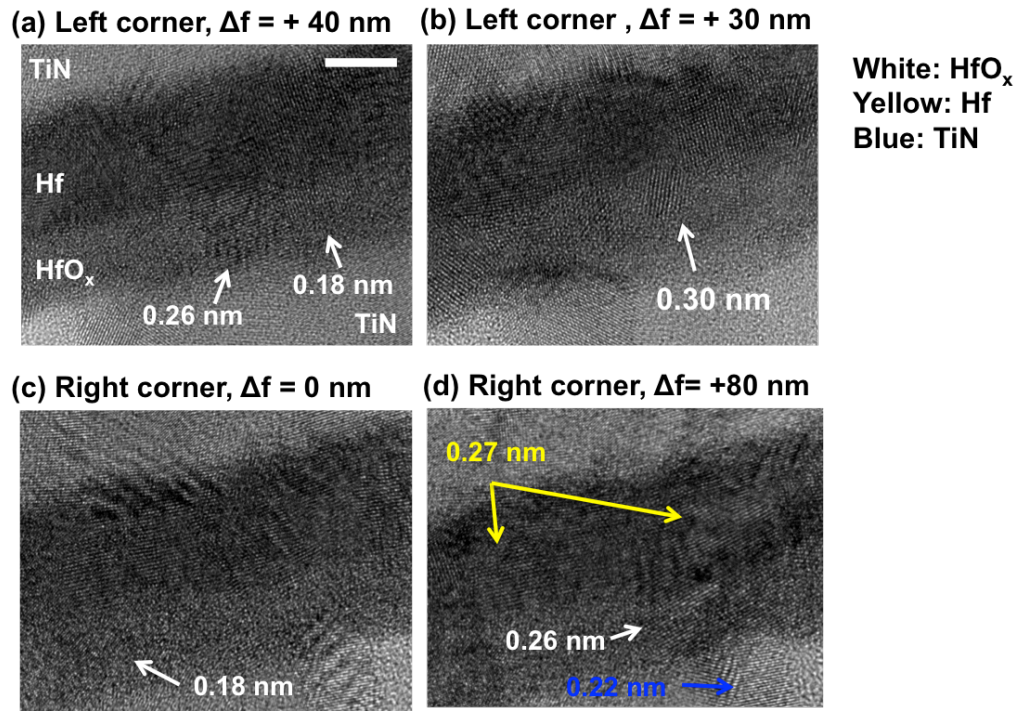 (a) Left corner, Δf = + 40 nm
(b) Left corner , Δf = + 30 nm
TiN
Hf
HfOx
0.26 nm
0.18 nm
TiN
0.30 nm
White: HfOx
Yellow: Hf
Blue: TiN
(c) Right corner, Δf = 0 nm
(d) Right corner, Δf= +80 nm
0.18 nm
0.27 nm
0.26 nm
0.22 nm